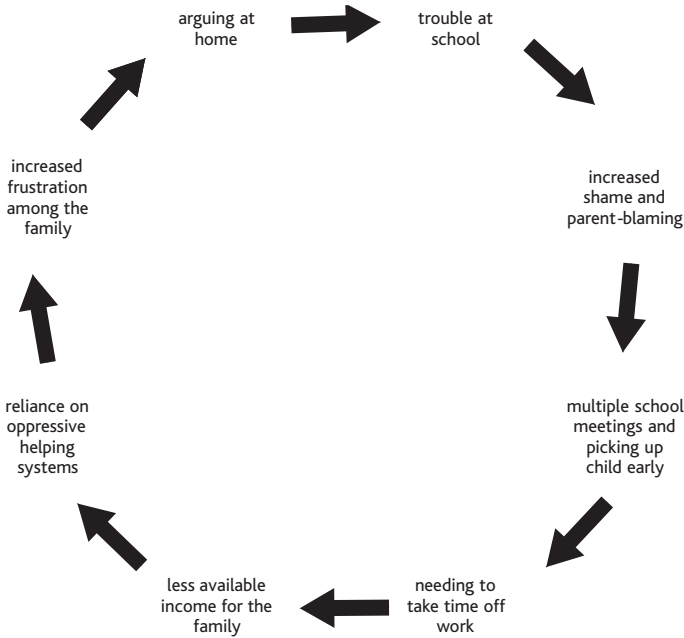 arguing at
home
trouble at
school
increased
shame and
parent-blaming
multiple school
meetings and
picking up
child early
needing to
take time off
work
less available
income for the
family
reliance on
oppressive
helping
systems
increased
frustration
among the
family